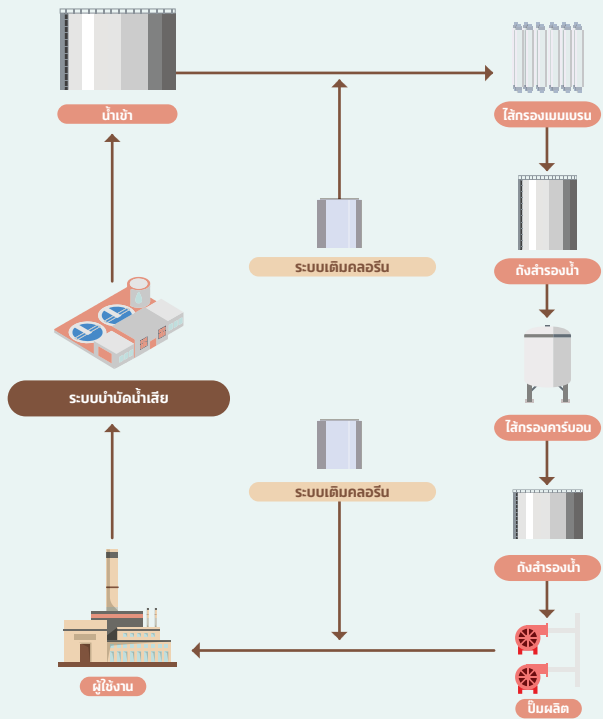 น้ำเข้า
ไส้กรองเมมเบรน
ระบบเติมคลอรีน
ถังสำรองน้ำ
ระบบบำบัดน้ำเสีย
ไส้กรองคาร์บอน
ระบบเติมคลอรีน
ถังสำรองน้ำ
ผู้ใช้งาน
ปั๊มผลิต